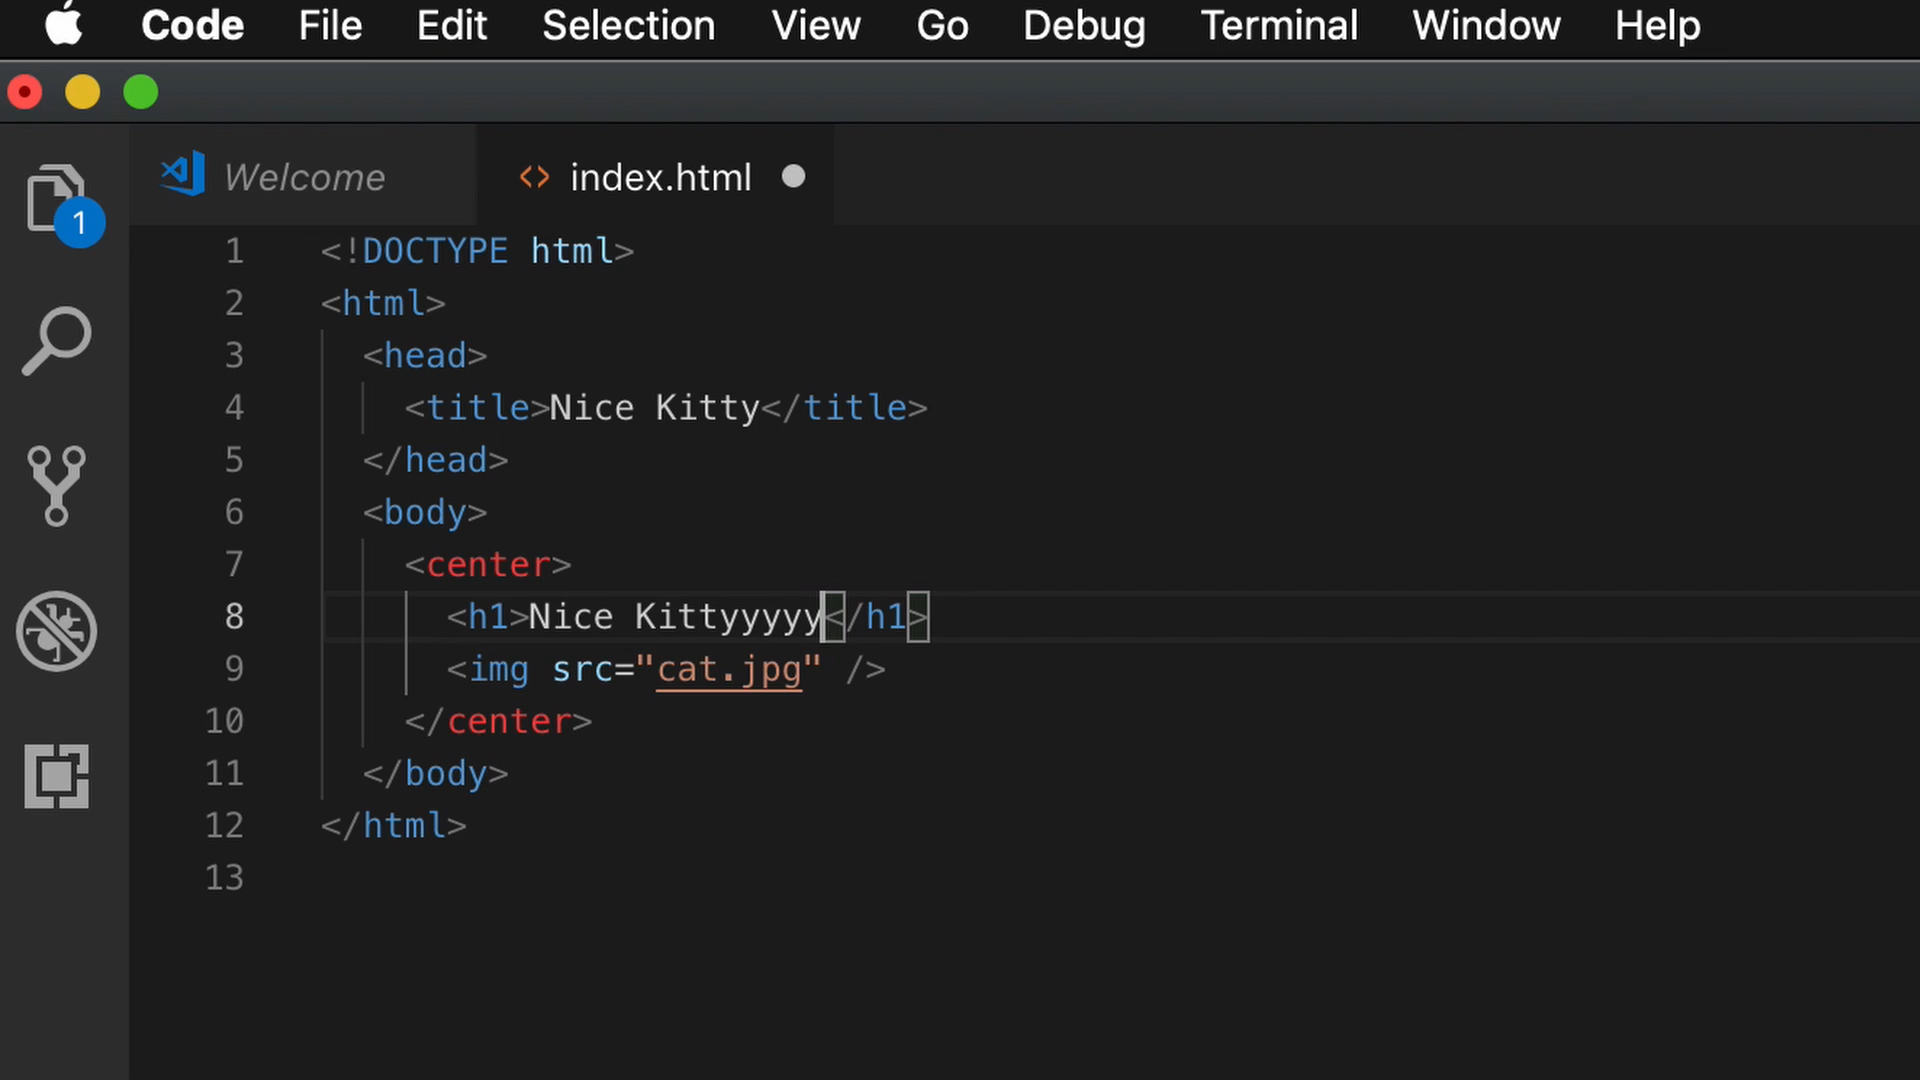 Code File Edit Selection View Go Debug Terminal Window Help
Welcome index.html
1
1 <!DOCTYPE html>
2 <html>
3 <head>
4 <title>Nice Kitty</title>
5 </head>
6 <body>
7 <center>
8 <h1>Nice Kittyyyyy</h1>
9 <img src="cat.jpg" />
10 </center>
11 </body>
12 </html>
13